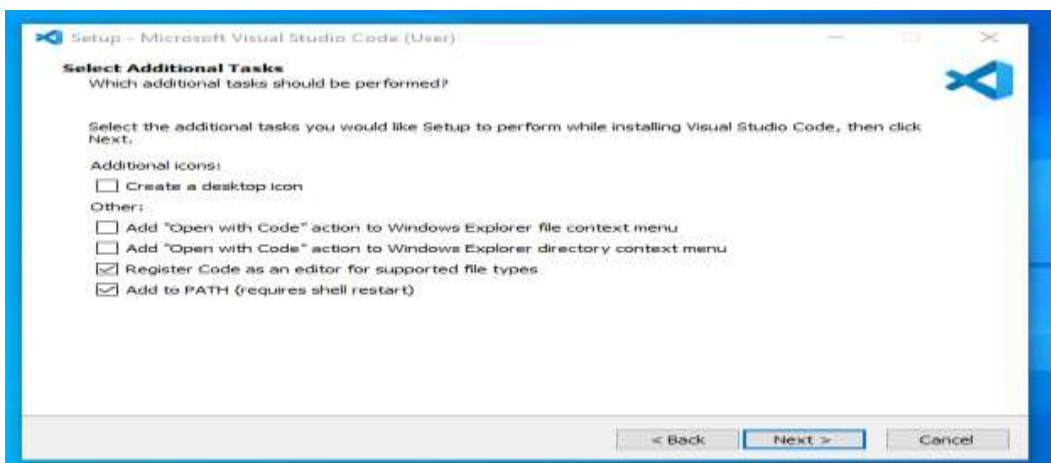 Setup - Microsoft Visual Studio Code (User)
Select Additional Tasks
Which additional tasks should be performed?
Select the additional tasks you would like Setup to perform while installing Visual Studio Code, then click
Next.
Additional icons:
Create a desktop icon
Other:
Add "Open with Code" action to Windows Explorer file context menu
Add "Open with Code" action to Windows Explorer directory context menu
Register Code as an editor for supported file types
Add to PATH (requires shell restart)
< Back Next > Cancel